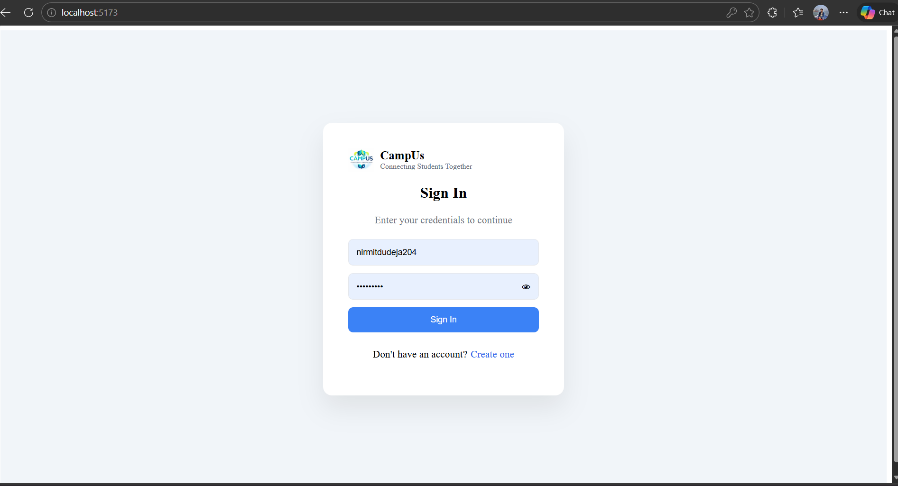 localhost:5173
Chat
CAMPUS
CampUs
Connecting Students Together
Sign In
Enter your credentials to continue
nirmitdudeja204
•••••••••
Sign In
Don't have an account? Create one